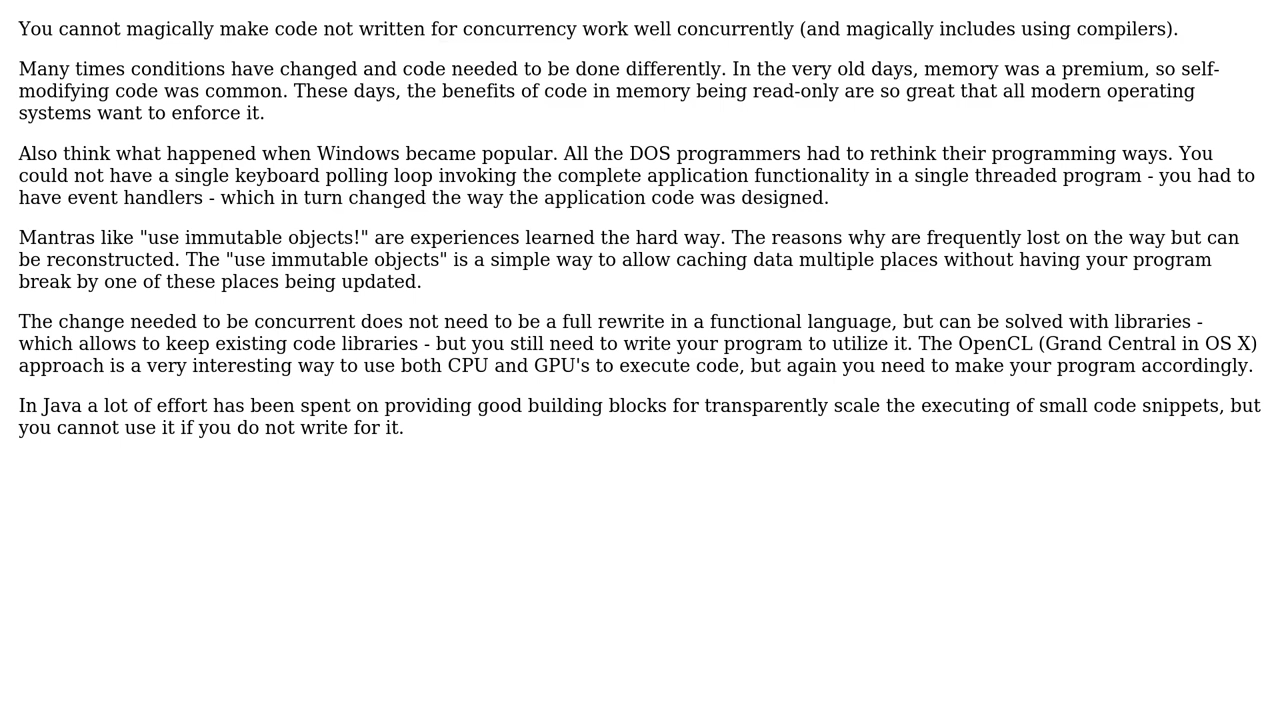 You cannot magically make code not written for concurrency work well concurrently (and magically includes using compilers).
Many times conditions have changed and code needed to be done differently. In the very old days, memory was a premium, so self-
modifying code was common. These days, the benefits of code in memory being read-only are so great that all modern operating
systems want to enforce it.
Also think what happened when Windows became popular. All the DOS programmers had to rethink their programming ways. You
could not have a single keyboard polling loop invoking the complete application functionality in a single threaded program - you had to
have event handlers - which in turn changed the way the application code was designed.
Mantras like "use immutable objects!" are experiences learned the hard way. The reasons why are frequently lost on the way but can
be reconstructed. The "use immutable objects" is a simple way to allow caching data multiple places without having your program
break by one of these places being updated.
The change needed to be concurrent does not need to be a full rewrite in a functional language, but can be solved with libraries -
which allows to keep existing code libraries - but you still need to write your program to utilize it. The OpenCL (Grand Central in OS X)
approach is a very interesting way to use both CPU and GPU's to execute code, but again you need to make your program accordingly.
In Java a lot of effort has been spent on providing good building blocks for transparently scale the executing of small code snippets, but
you cannot use it if you do not write for it.